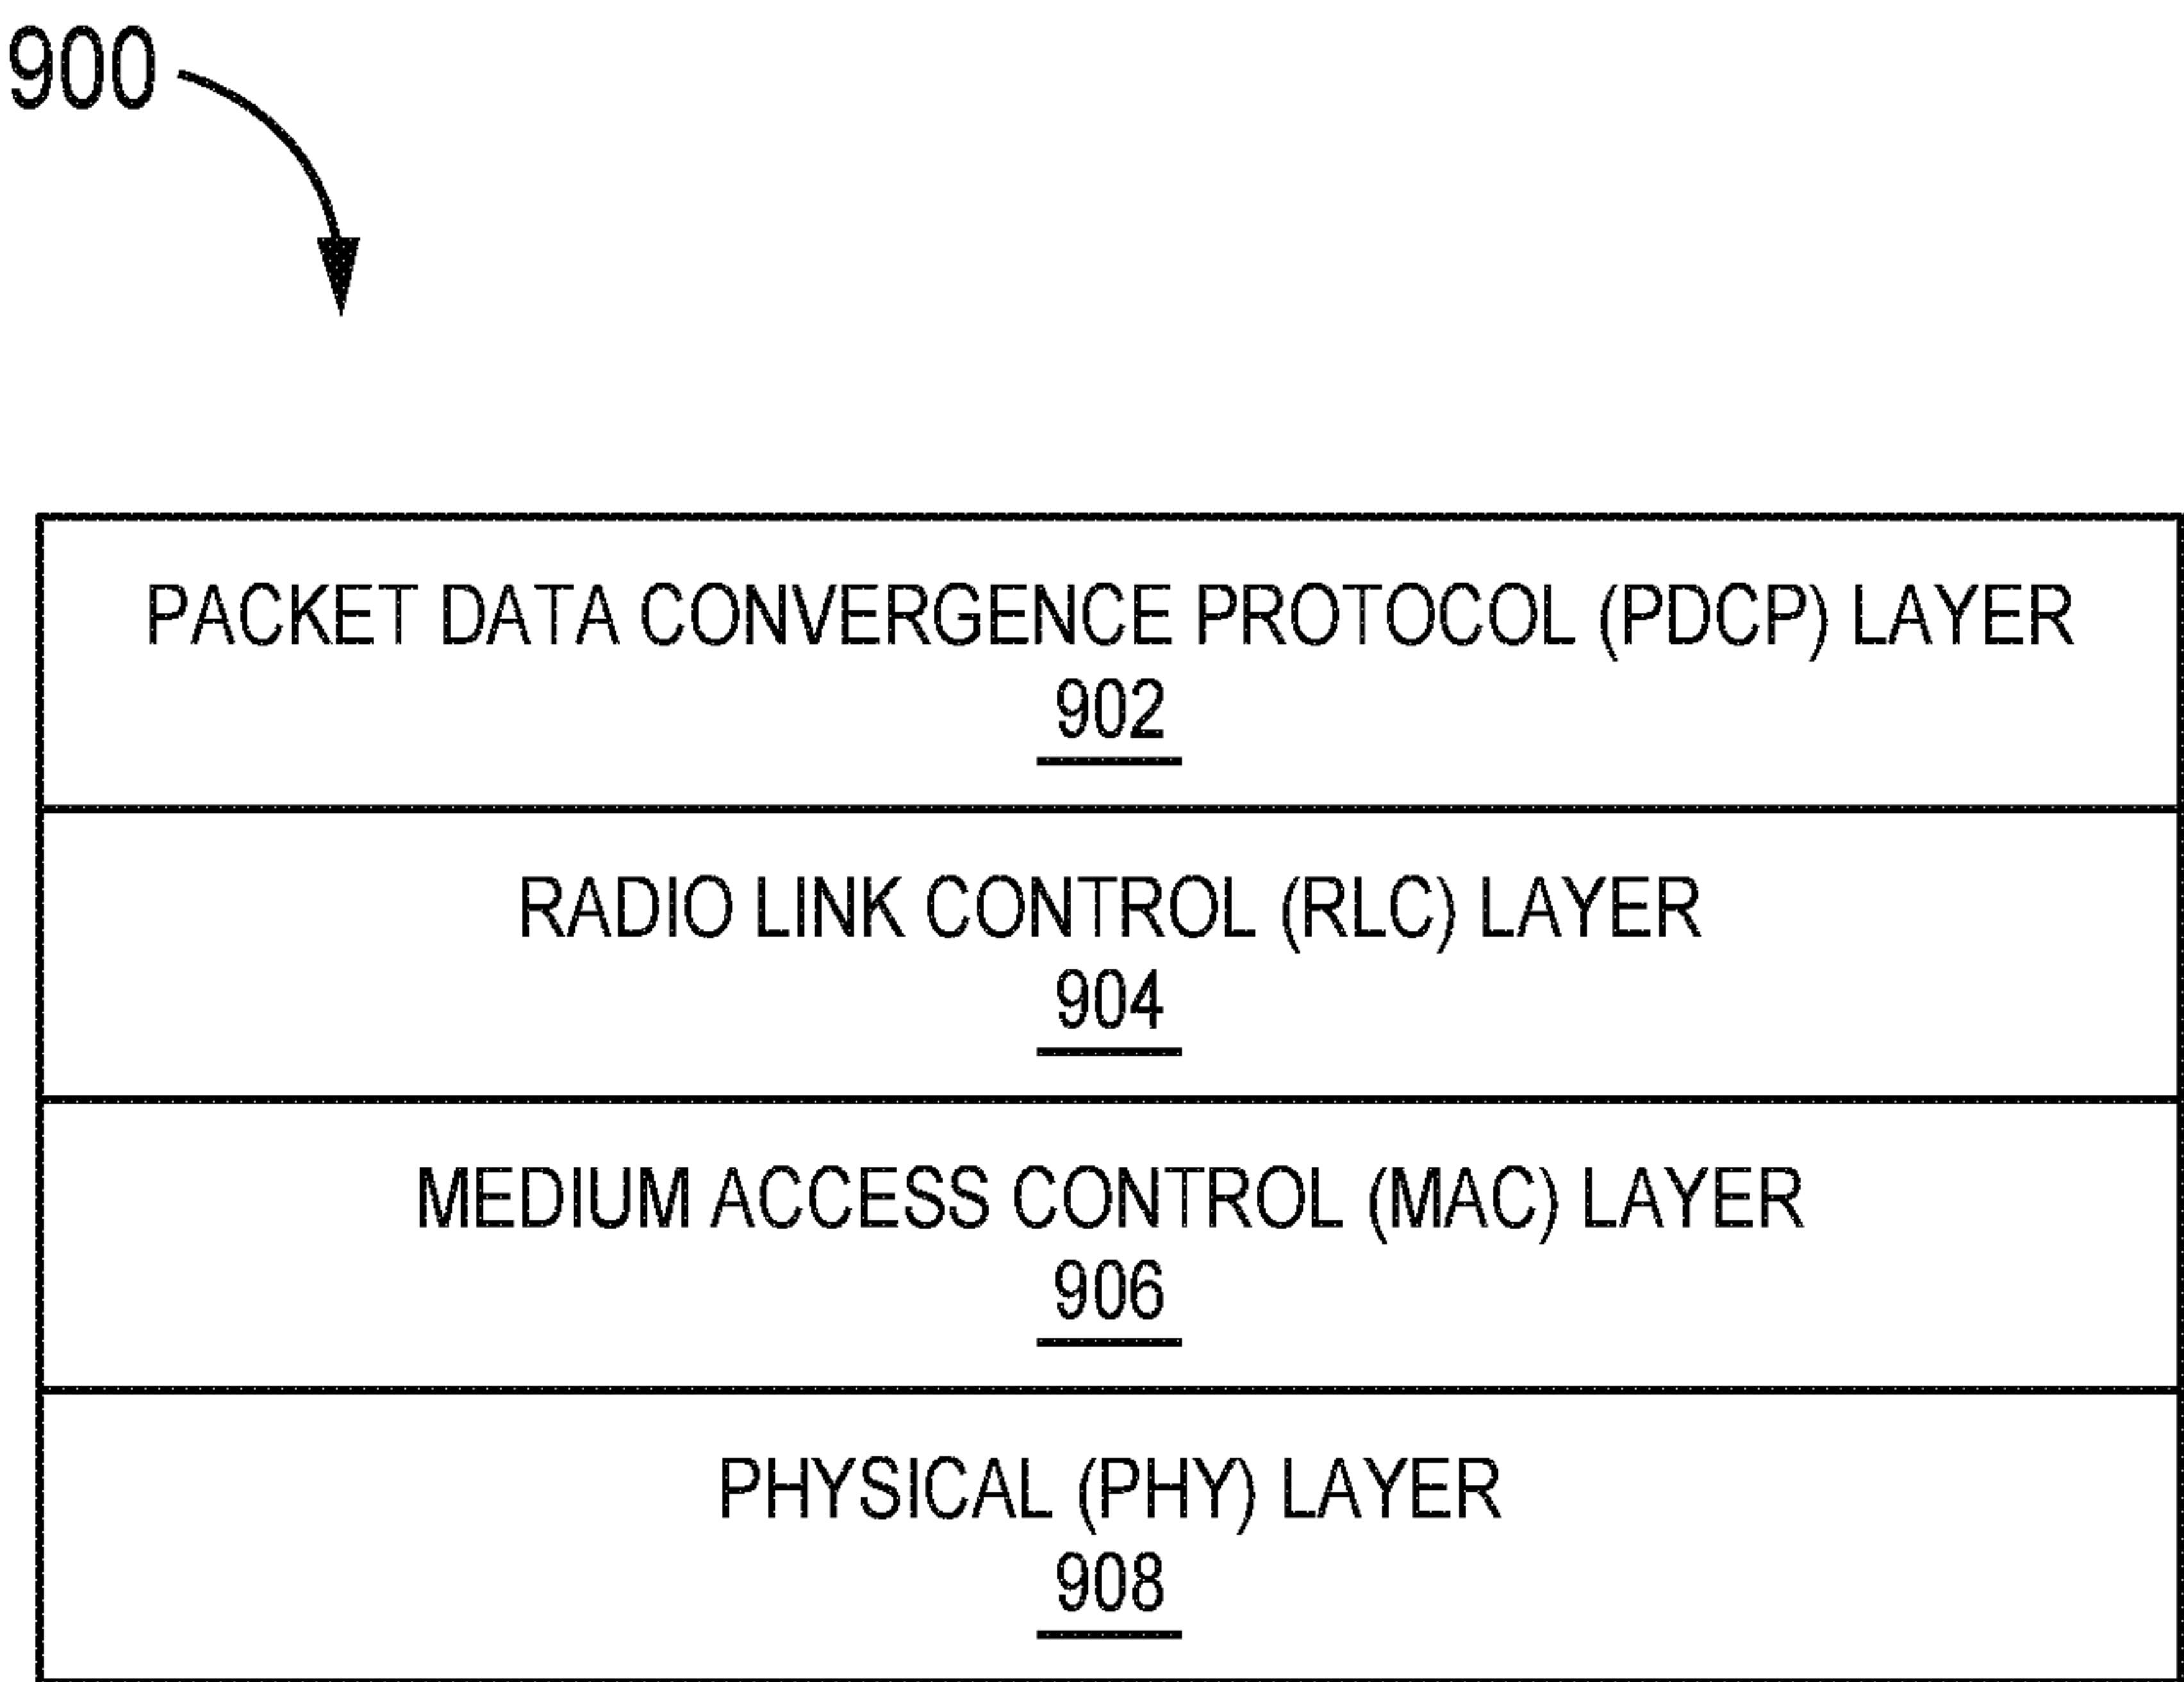 900
PACKET DATA CONVERGENCE PROTOCOL (PDCP) LAYER
902
RADIO LINK CONTROL (RLC) LAYER
904
MEDIUM ACCESS CONTROL (MAC) LAYER
906
PHYSICAL (PHY) LAYER
908